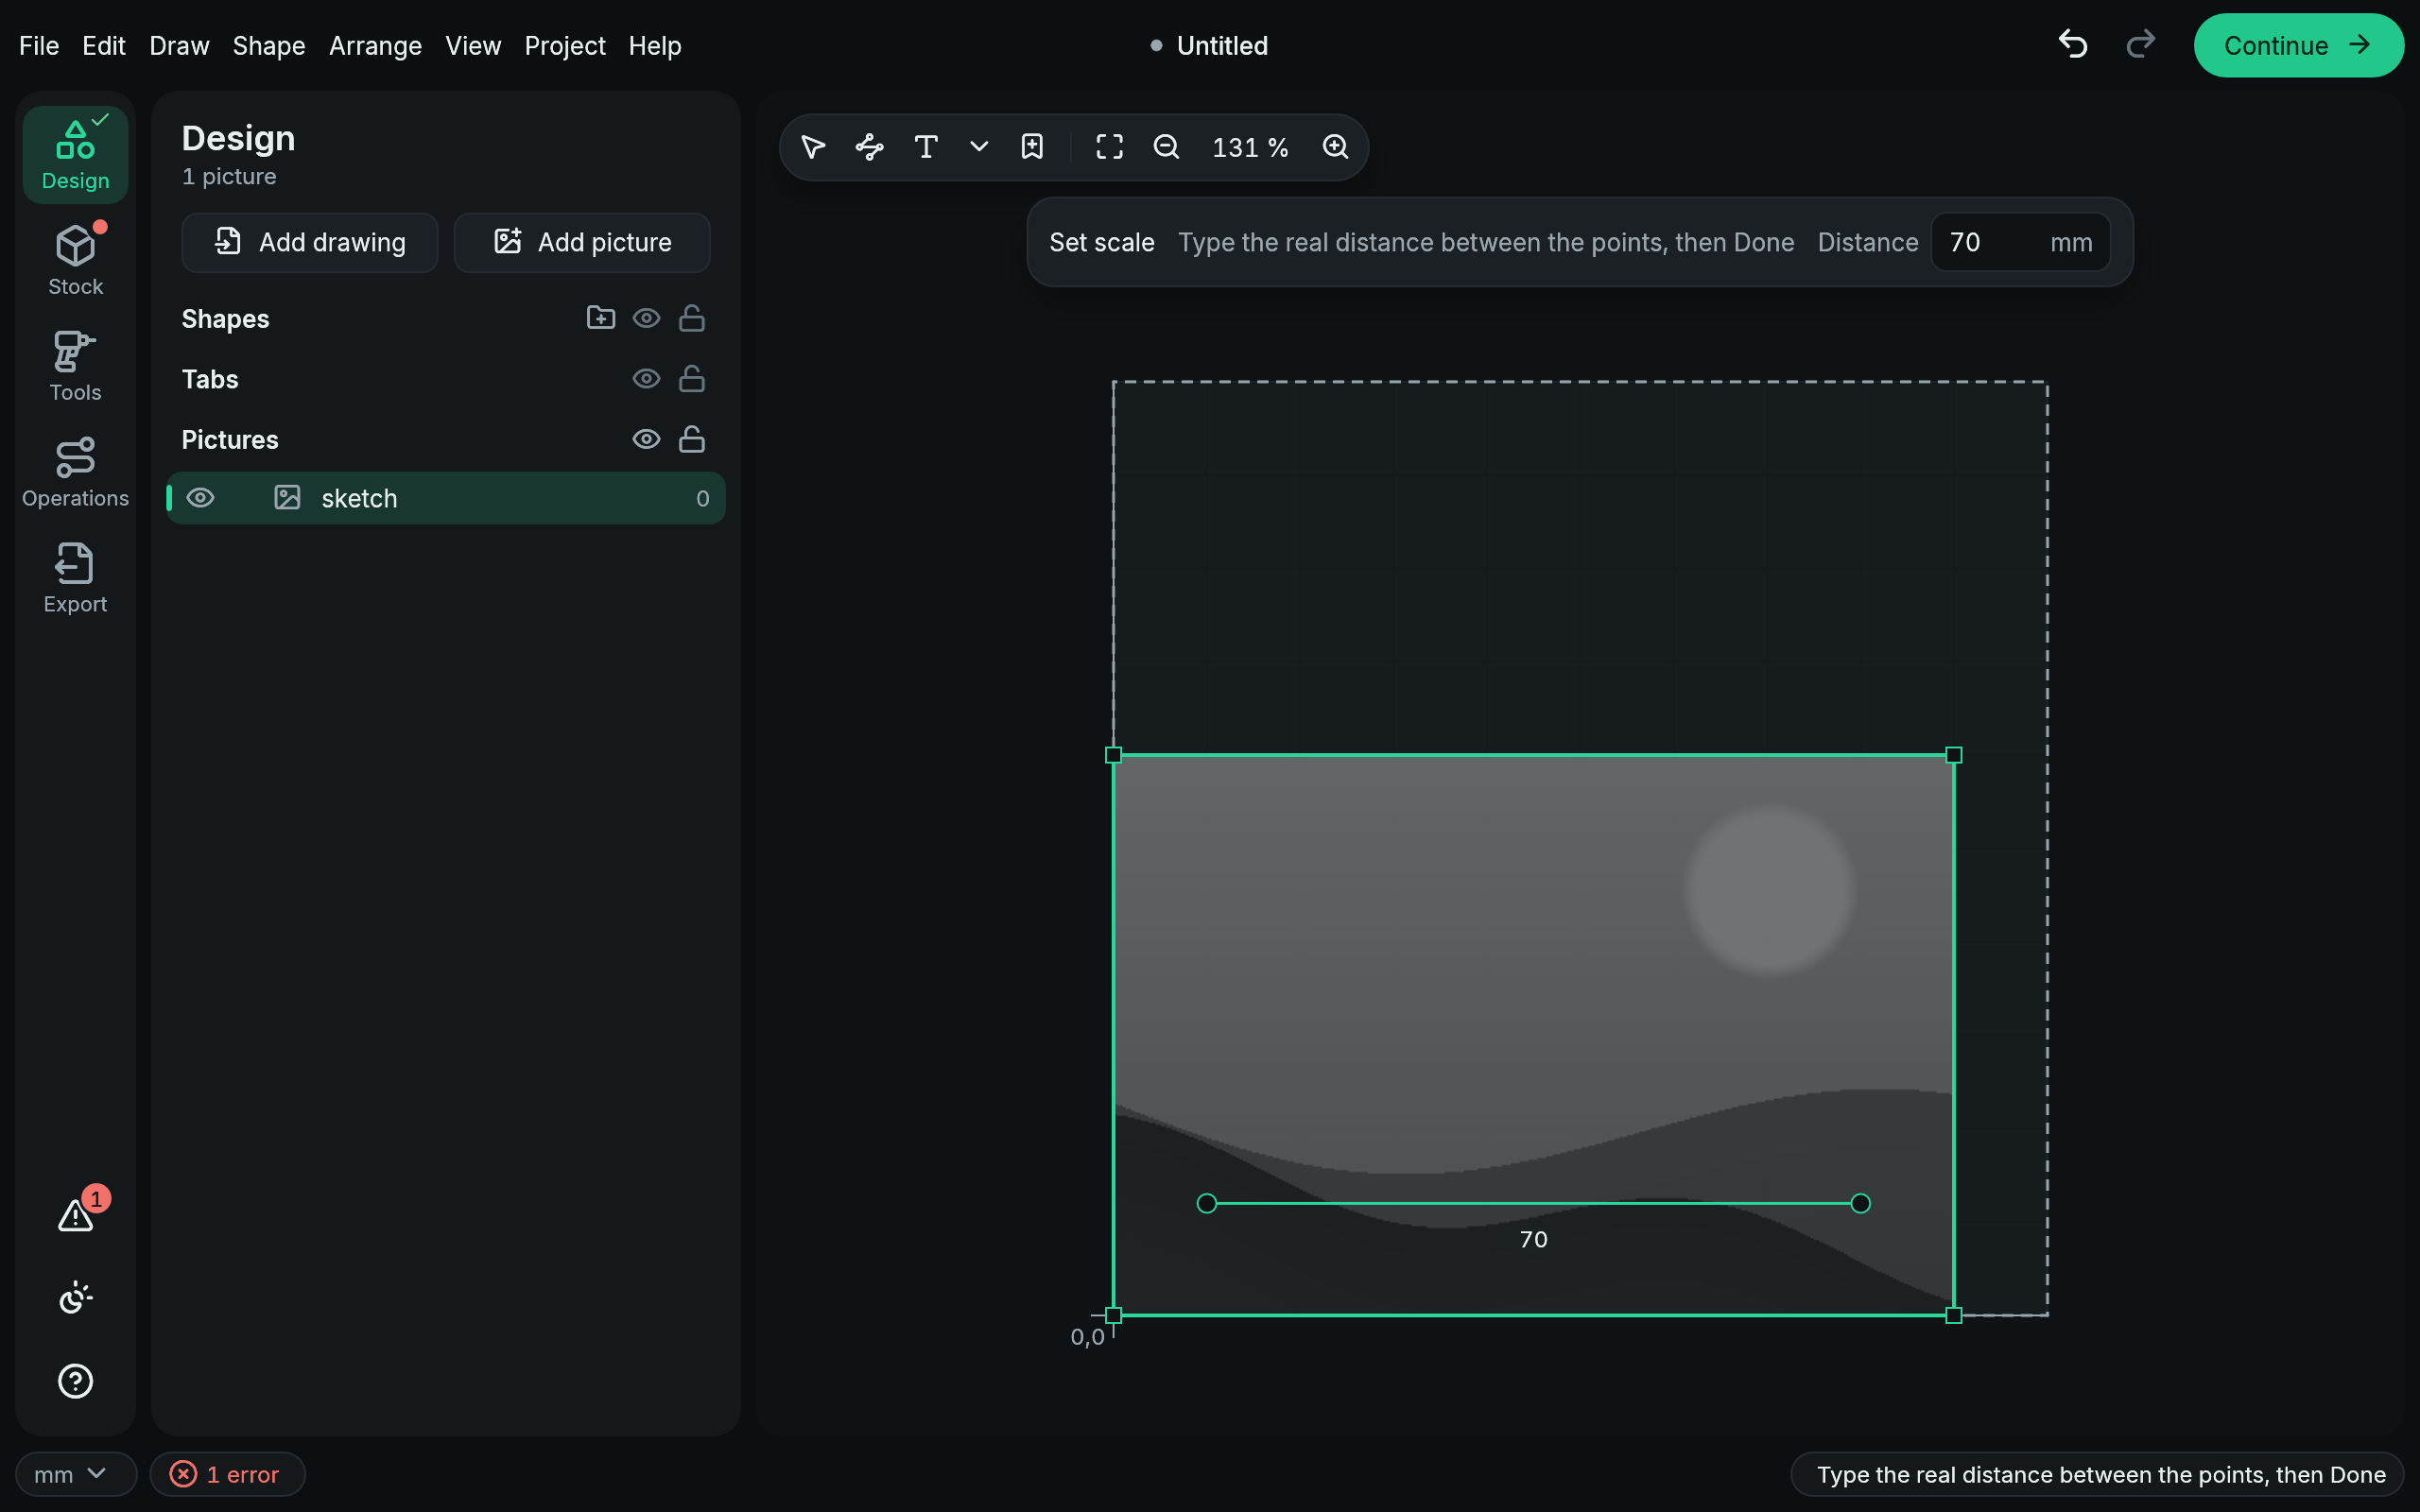 File Edit Draw Shape Arrange View Project Help
Untitled
Continue
Design
Stock
Tools
Operations
Export
1
Design
1 picture
Add drawing
Add picture
Shapes
Tabs
Pictures
sketch 0
131 %
Set scale Type the real distance between the points, then Done Distance 70 mm
70
0,0
mm
1 error
Type the real distance between the points, then Done